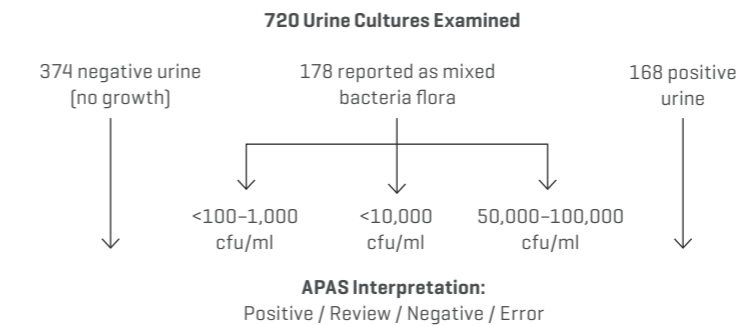 720 Urine Cultures Examined
374 negative urine
(no growth)
178 reported as mixed
bacteria flora
168 positive
urine
<100–1,000
cfu/ml
<10,000
cfu/ml
50,000–100,000
cfu/ml
APAS Interpretation:
Positive / Review / Negative / Error